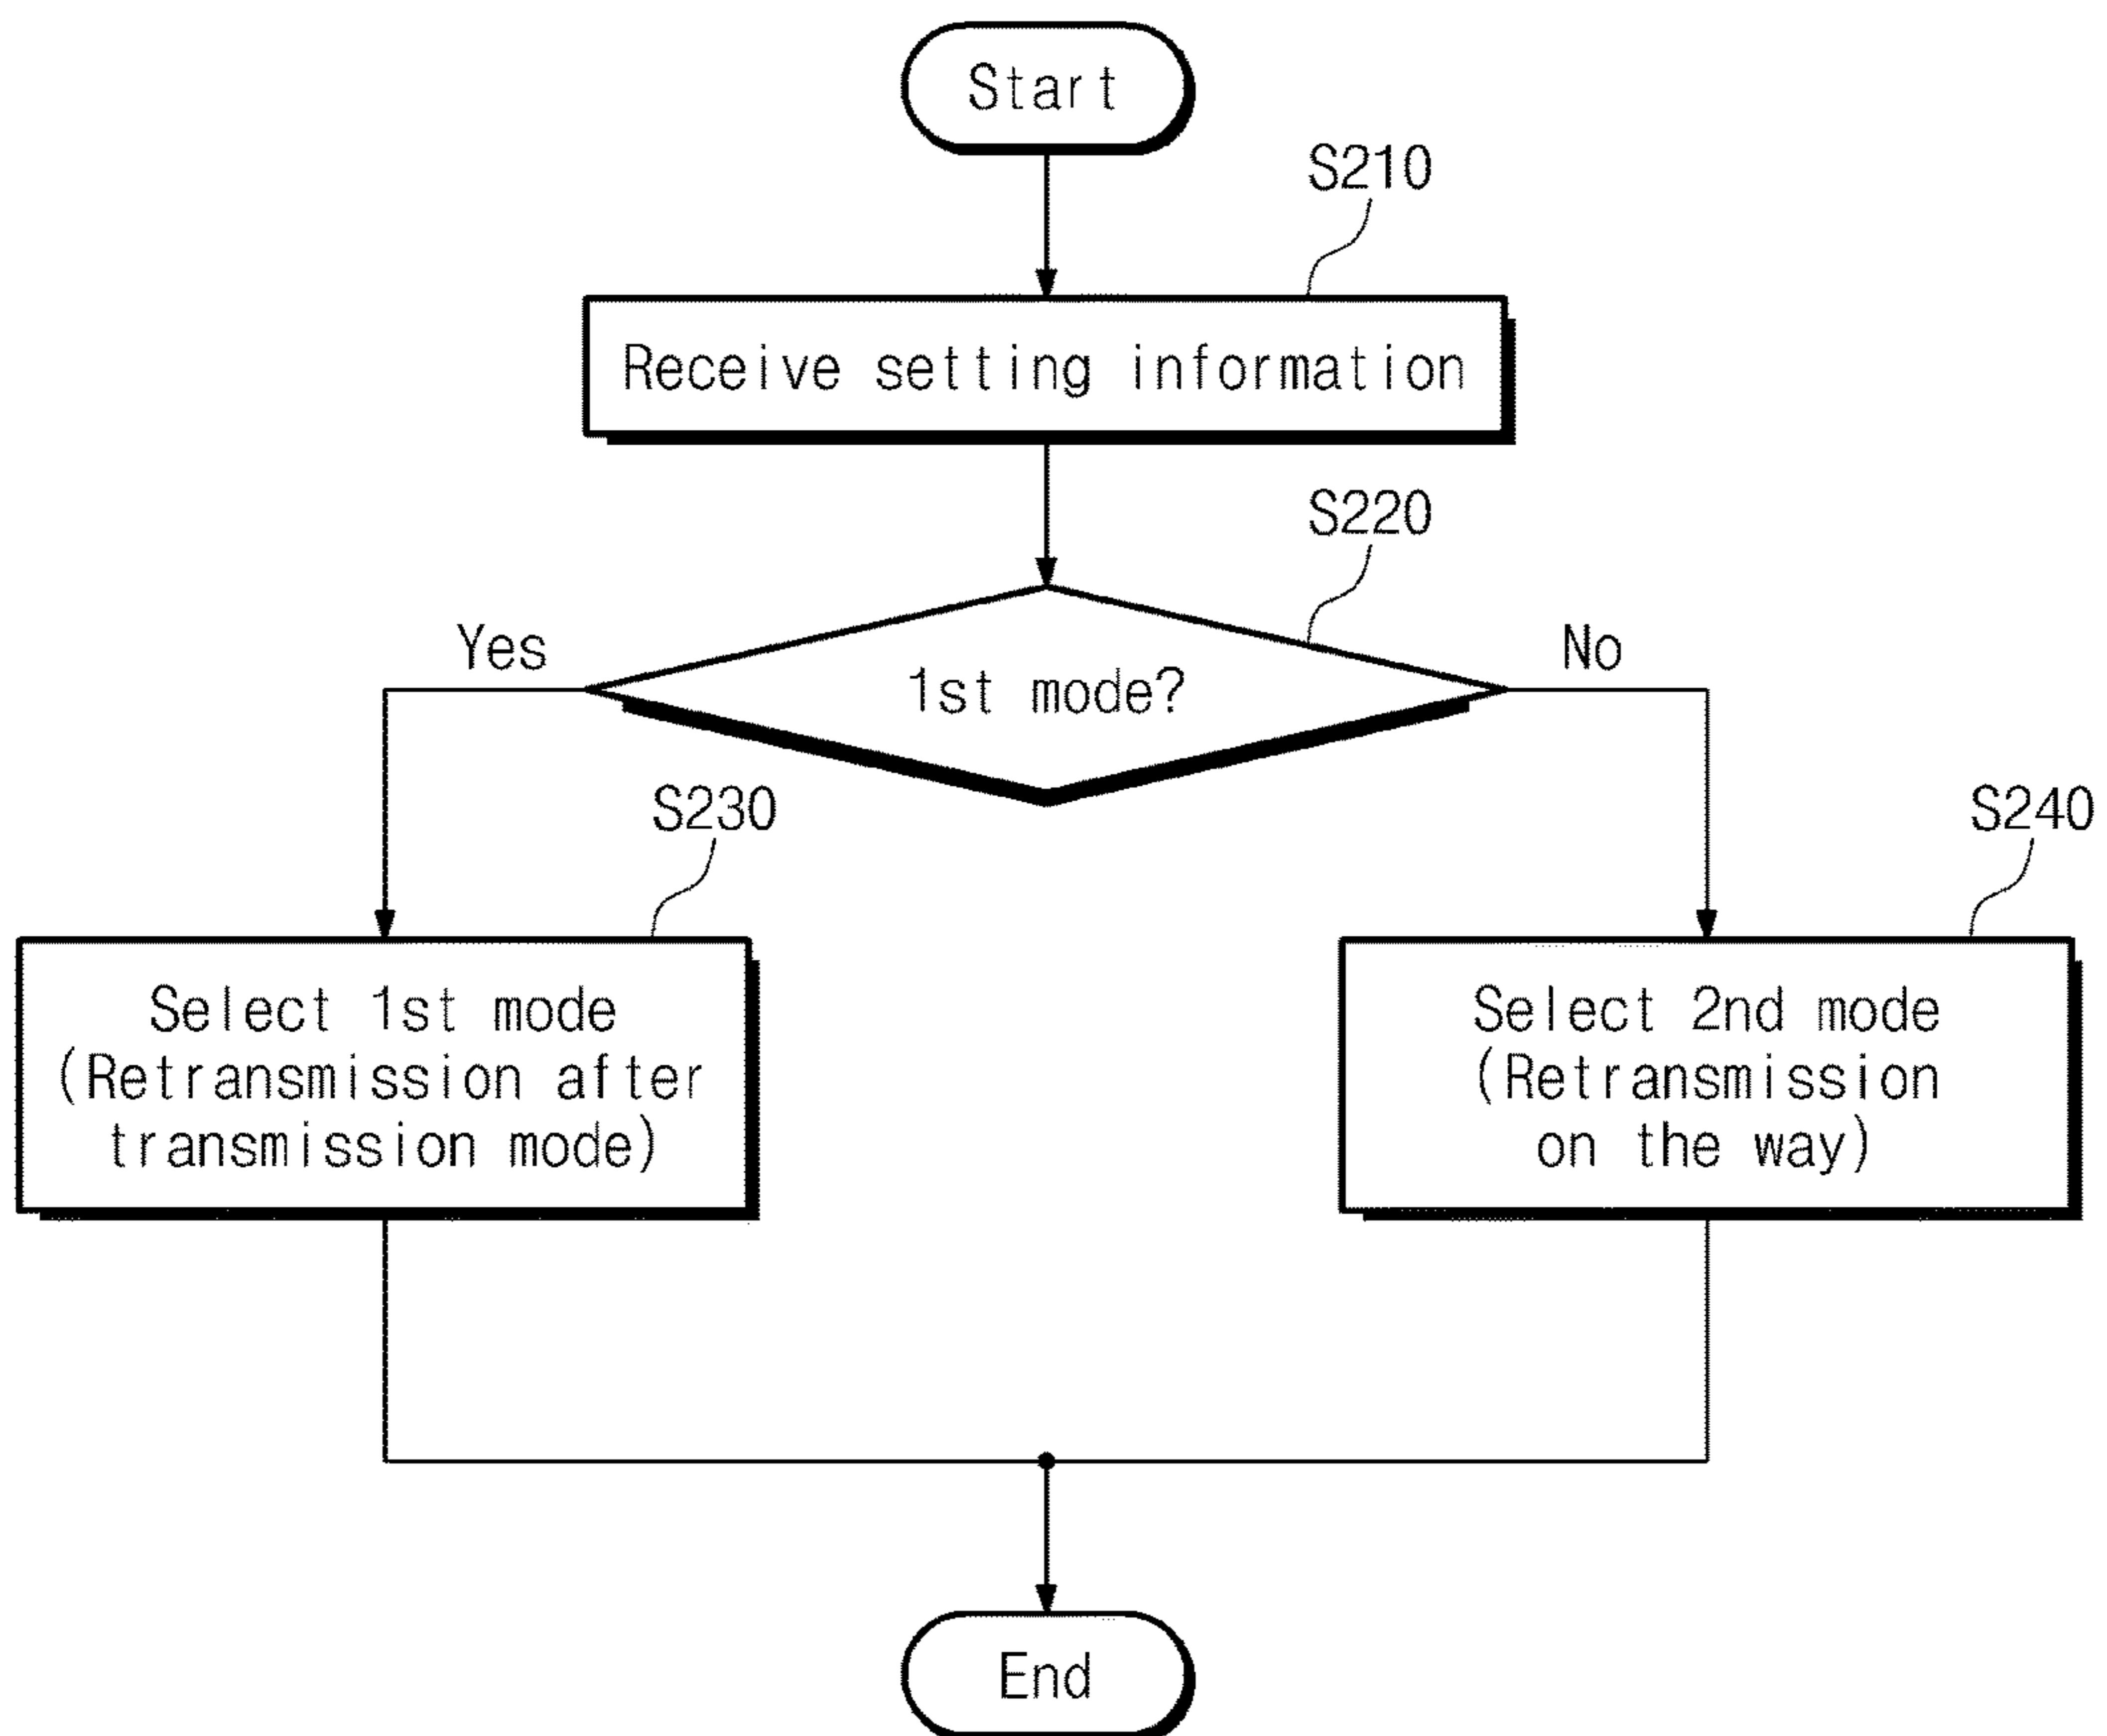 Start
S210
Receive setting information
S220
Yes
No
1st mode?
S230
S240
Select 1st mode
(Retransmission after
transmission mode)
Select 2nd mode
(Retransmission
on the way)
End